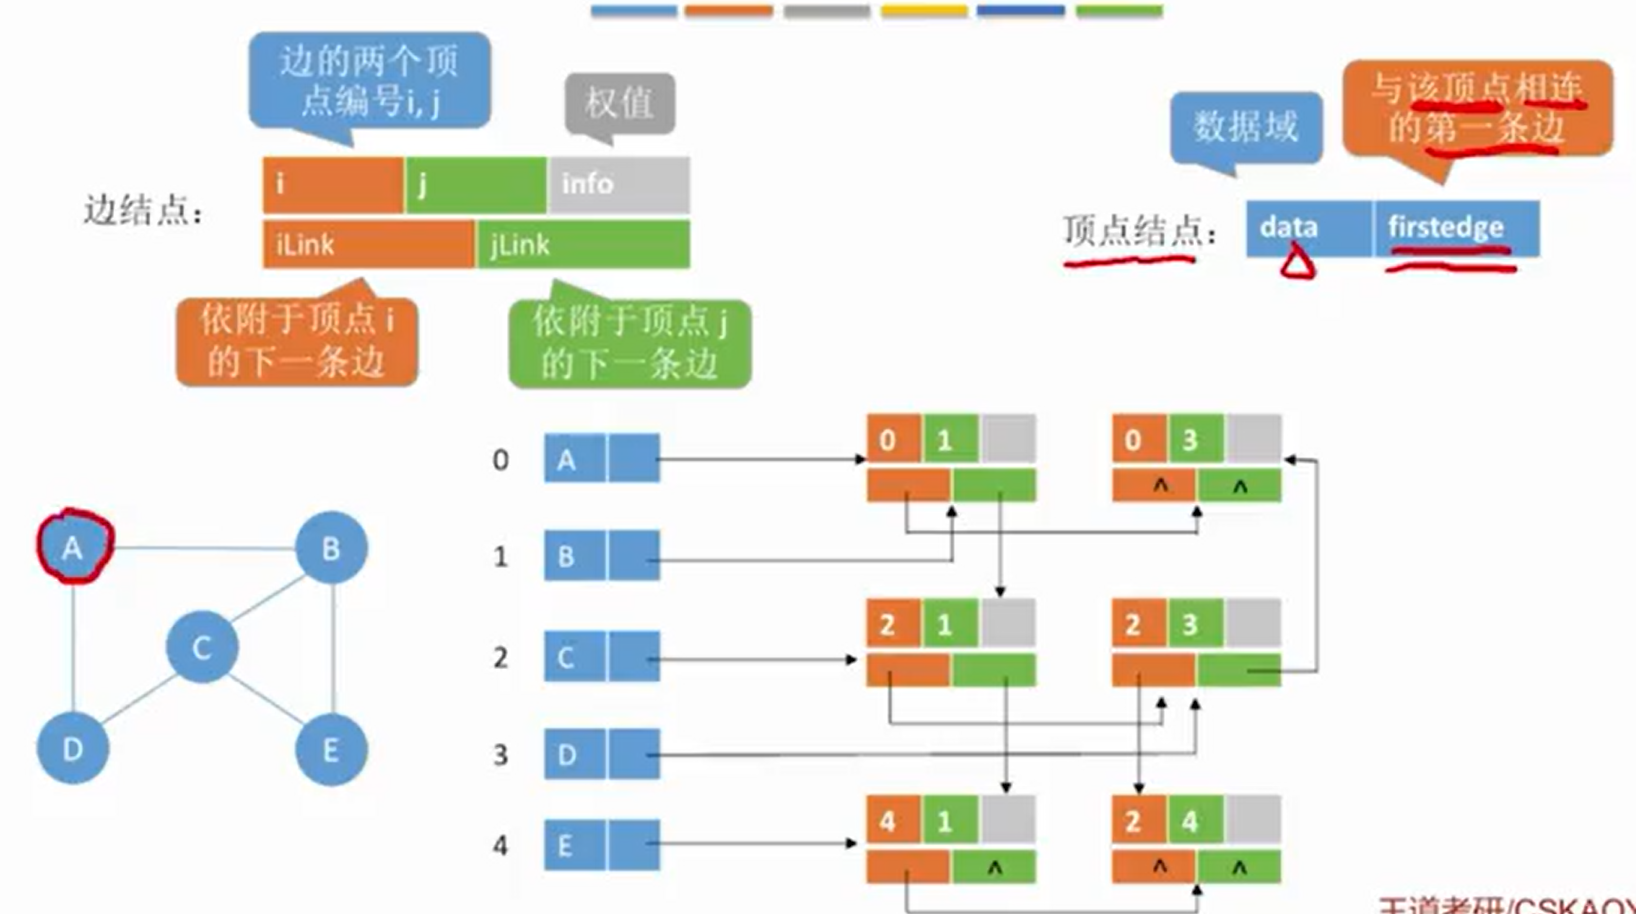 边的两个顶
点编号i, j
权值
数据域
与该顶点相连
的第一条边
边结点：
i
j
info
iLink
jLink
顶点结点：
data
firstedge
依附于顶点 i
的下一条边
依附于顶点 j
的下一条边
0
A
0 1
0 3
^ ^
1
B
2
C
2 1
2 3
3
D
4
E
4 1
^
2 4
^ ^
A
B
C
D
E
王道考研/CSKAOY